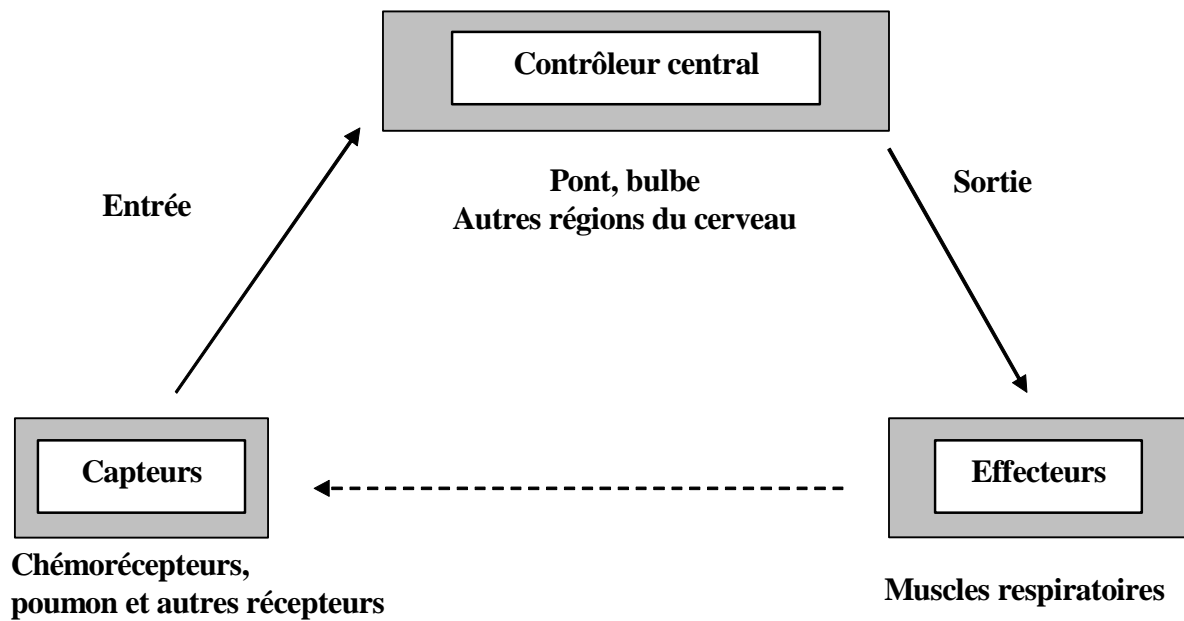 Contrôleur central
Pont, bulbe
Autres régions du cerveau
Entrée
Sortie
Capteurs
Effecteurs
Chémorécepteurs,
poumon et autres récepteurs
Muscles respiratoires